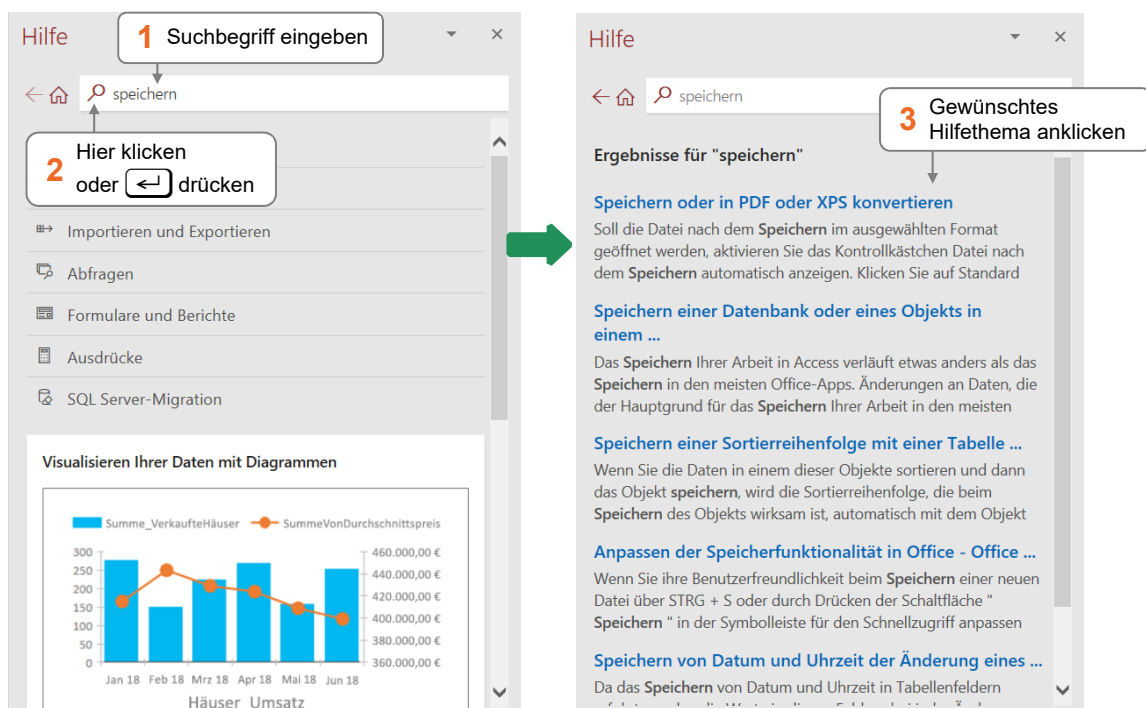 Hilfe
1 Suchbegriff eingeben
speichern
2 Hier klicken
oder drücken
Importieren und Exportieren
Abfragen
Formulare und Berichte
Ausdrücke
SQL Server-Migration
Visualisieren Ihrer Daten mit Diagrammen
Summe_VerkaufteHäuser SummeVonDurchschnittspreis
300 460.000,00 €
250 440.000,00 €
200 420.000,00 €
150 400.000,00 €
100 380.000,00 €
50 360.000,00 €
0
Jan 18 Feb 18 Mrz 18 Apr 18 Mai 18 Jun 18
Häuser Umsatz
Hilfe
speichern
3 Gewünschtes
Hilfethema anklicken
Ergebnisse für "speichern"
Speichern oder in PDF oder XPS konvertieren
Soll die Datei nach dem Speichern im ausgewählten Format
geöffnet werden, aktivieren Sie das Kontrollkästchen Datei nach
dem Speichern automatisch anzeigen. Klicken Sie auf Standard
Speichern einer Datenbank oder eines Objekts in
einem ...
Das Speichern Ihrer Arbeit in Access verläuft etwas anders als das
Speichern in den meisten Office-Apps. Änderungen an Daten, die
der Hauptgrund für das Speichern Ihrer Arbeit in den meisten
Speichern einer Sortierreihenfolge mit einer Tabelle ...
Wenn Sie die Daten in einem dieser Objekte sortieren und dann
das Objekt speichern, wird die Sortierreihenfolge, die beim
Speichern des Objekts wirksam ist, automatisch mit dem Objekt
Anpassen der Speicherfunktionalität in Office - Office ...
Wenn Sie ihre Benutzerfreundlichkeit beim Speichern einer neuen
Datei über STRG + S oder durch Drücken der Schaltfläche "
Speichern " in der Symbolleiste für den Schnellzugriff anpassen
Speichern von Datum und Uhrzeit der Änderung eines ...
Da das Speichern von Datum und Uhrzeit in Tabellenfeldern